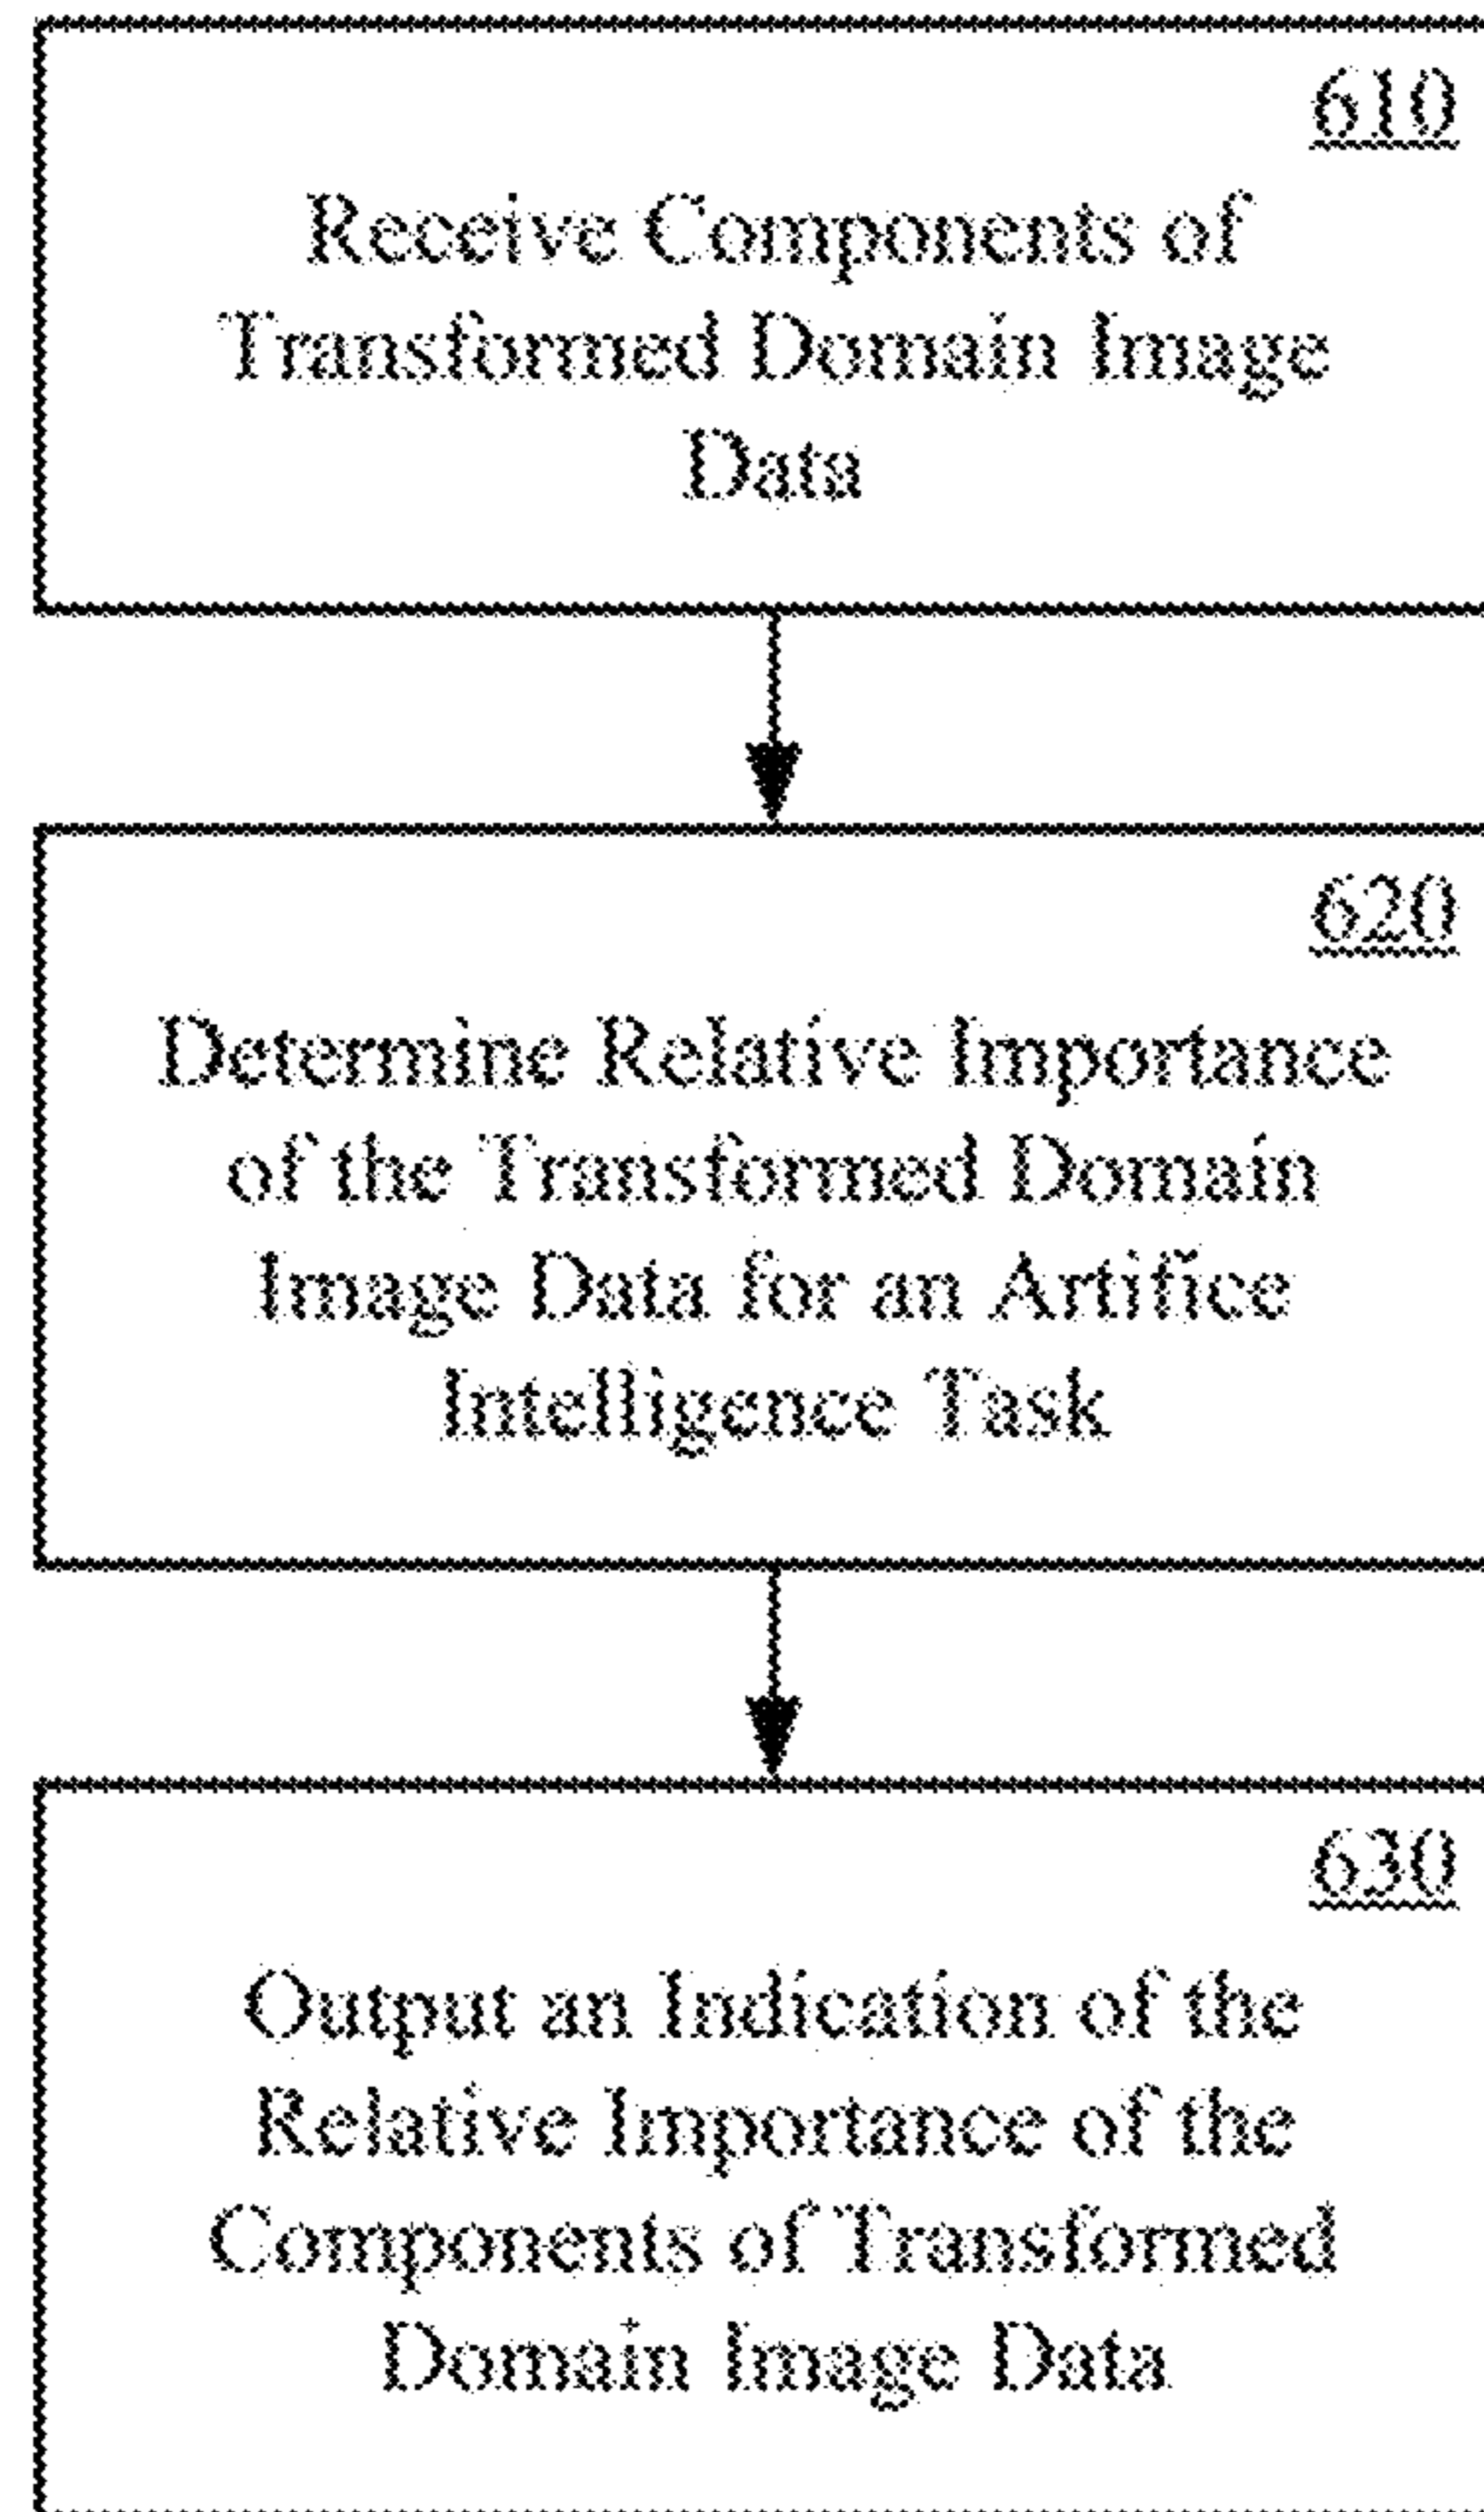 610
Receive Components of
Transformed Domain Image
Data
620
Determine Relative Importance
of the Transformed Domain
Image Data for an Artifice
Intelligence Task
630
Output an Indication of the
Relative Importance of the
Components of Transformed
Domain Image Data